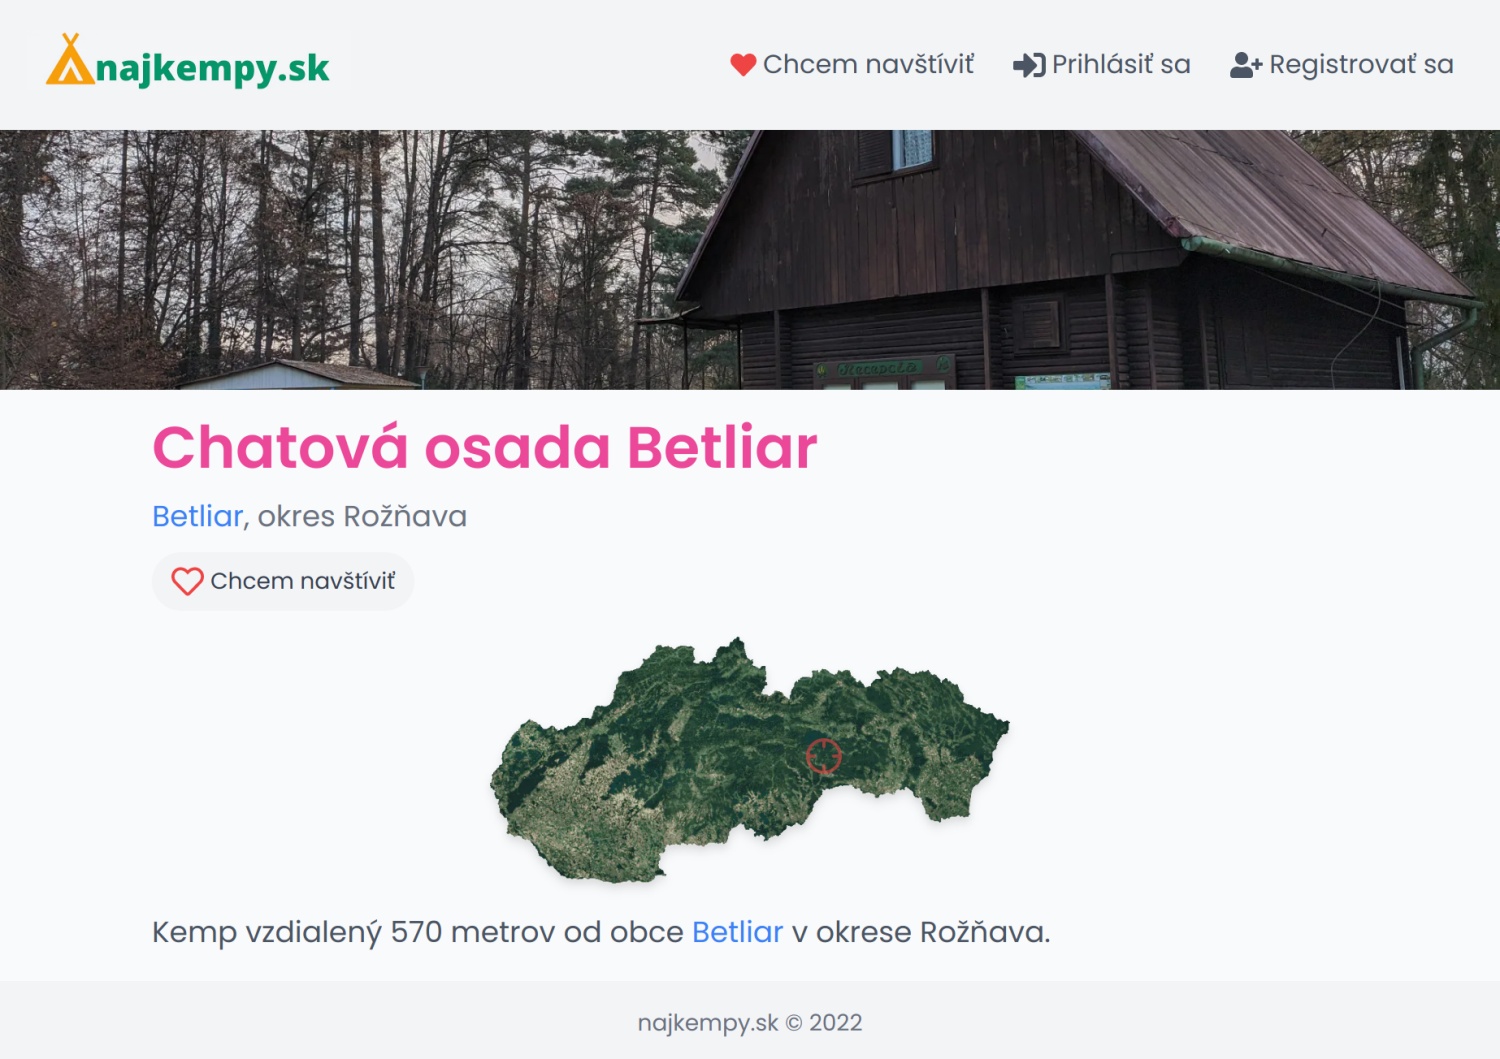 najkempy.sk
Chcem navštíviť
Prihlásiť sa
Registrovať sa
Recepcia
Chatová osada Betliar
Betliar, okres Rožňava
Chcem navštíviť
Kemp vzdialený 570 metrov od obce Betliar v okrese Rožňava.
najkempy.sk © 2022